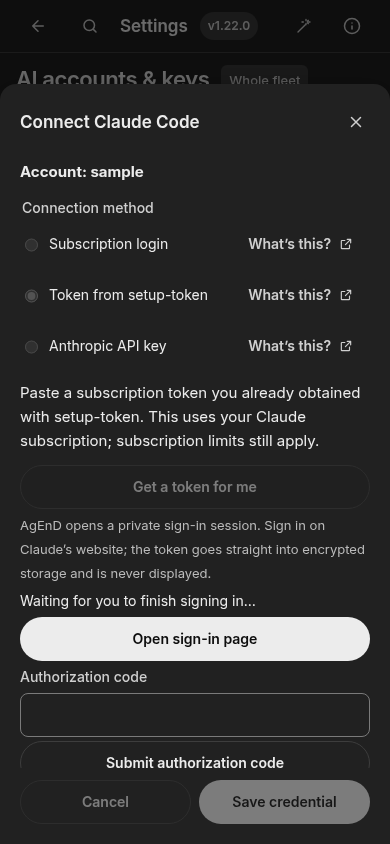 Settings
v1.22.0
AI accounts & keys
Whole fleet
Connect Claude Code
Account: sample
Connection method
Subscription login
What's this?
Token from setup-token
What's this?
Anthropic API key
What's this?
Paste a subscription token you already obtained
with setup-token. This uses your Claude
subscription; subscription limits still apply.
Get a token for me
AgEnD opens a private sign-in session. Sign in on
Claude's website; the token goes straight into encrypted
storage and is never displayed.
Waiting for you to finish signing in…
Open sign-in page
Authorization code
Submit authorization code
Cancel
Save credential